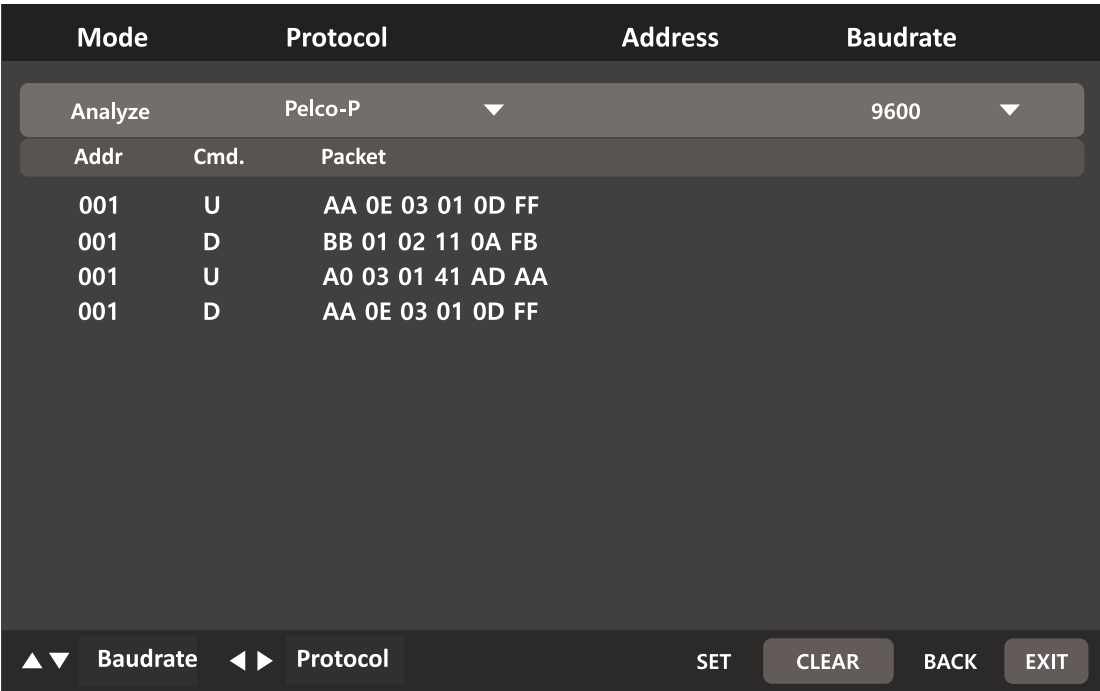 Mode Protocol Address Baudrate
Analyze Pelco-P 9600
Addr Cmd. Packet
001 U AA 0E 03 01 0D FF
001 D BB 01 02 11 0A FB
001 U A0 03 01 41 AD AA
001 D AA 0E 03 01 0D FF
Baudrate Protocol SET CLEAR BACK EXIT